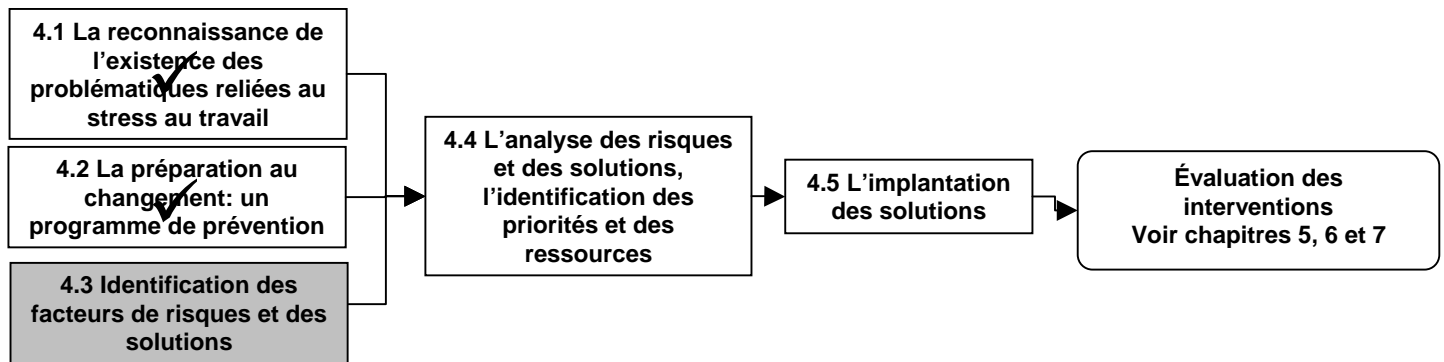 4.1 La reconnaissance de
l’existence des
problématiques reliées au
stress au travail
4.2 La préparation au
changement: un
programme de prévention
4.3 Identification des
facteurs de risques et des
solutions
4.4 L’analyse des risques
et des solutions,
l’identification des
priorités et des
ressources
4.5 L’implantation
des solutions
Évaluation des
interventions
Voir chapitres 5, 6 et 7